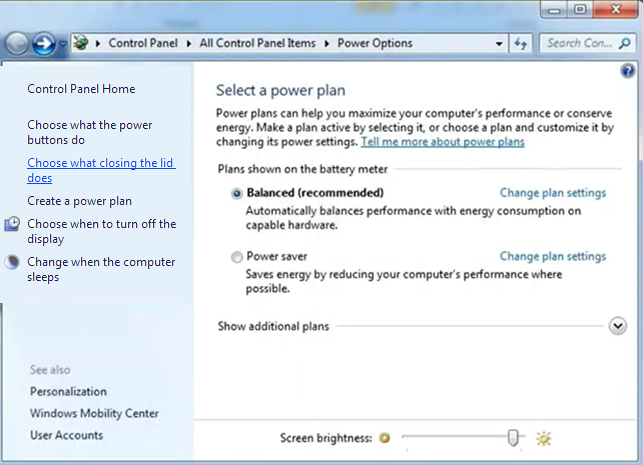 Control Panel ▸ All Control Panel Items ▸ Power Options
Search Con...
Control Panel Home
Choose what the power
buttons do
Choose what closing the lid
does
Create a power plan
Choose when to turn off the
display
Change when the computer
sleeps
See also
Personalization
Windows Mobility Center
User Accounts
Select a power plan
Power plans can help you maximize your computer's performance or conserve
energy. Make a plan active by selecting it, or choose a plan and customize it by
changing its power settings. Tell me more about power plans
Plans shown on the battery meter
Balanced (recommended) Change plan settings
Automatically balances performance with energy consumption on
capable hardware.
Power saver Change plan settings
Saves energy by reducing your computer's performance where
possible.
Show additional plans
Screen brightness: